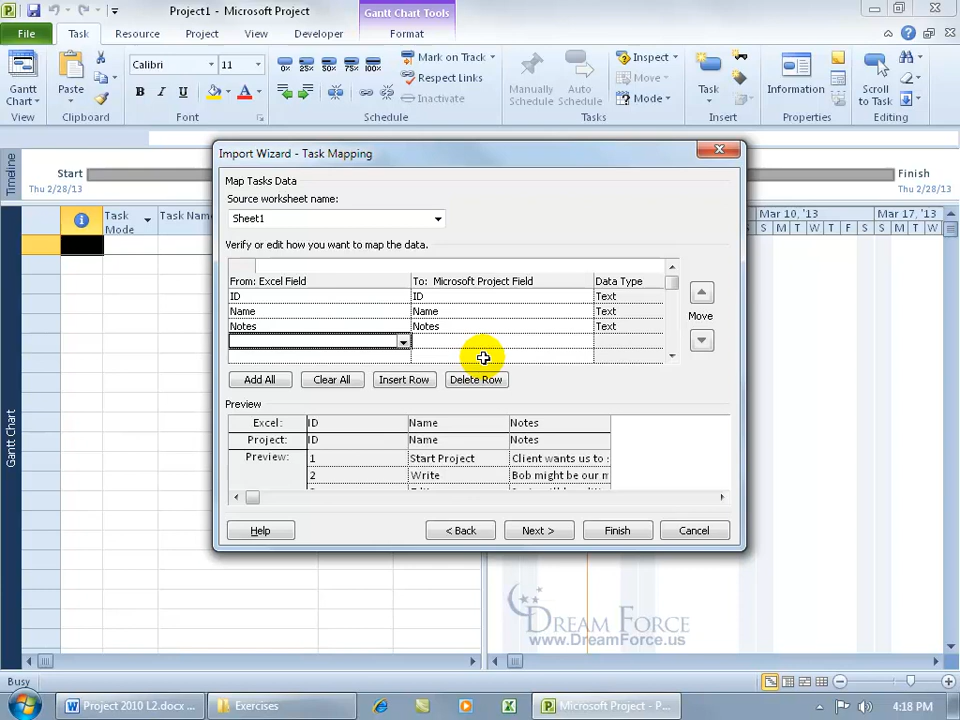 Project1 - Microsoft Project
Gantt Chart Tools
File
Task
Resource
Project
View
Developer
Format
Gantt Chart
View
Paste
Clipboard
Calibri
11
B I U
A
Font
0% 25% 50% 75% 100%
Mark on Track
Respect Links
Inactivate
Schedule
Manually Schedule
Auto Schedule
Inspect
Move
Mode
Tasks
Task
Insert
Information
Properties
Scroll to Task
Editing
Timeline
Start
Thu 2/28/13
Finish
Thu 2/28/13
Task Mode
Task Name
Mar 10, '13
Mar 17, '13
S M T W T F S S M
Gantt Chart
Import Wizard - Task Mapping
Map Tasks Data
Source worksheet name:
Sheet1
Verify or edit how you want to map the data.
From: Excel Field
To: Microsoft Project Field
Data Type
ID ID Text
Name Name Text
Notes Notes Text
Move
Add All
Clear All
Insert Row
Delete Row
Preview
Excel: ID Name Notes
Project: ID Name Notes
Preview: 1 Start Project Client wants us to
2 Write Bob might be our
Help
< Back
Next >
Finish
Cancel
DREAM FORCE
www.DreamForce.us
Busy
Project 2010 L2.docx ...
Exercises
Microsoft Project - P...
4:18 PM